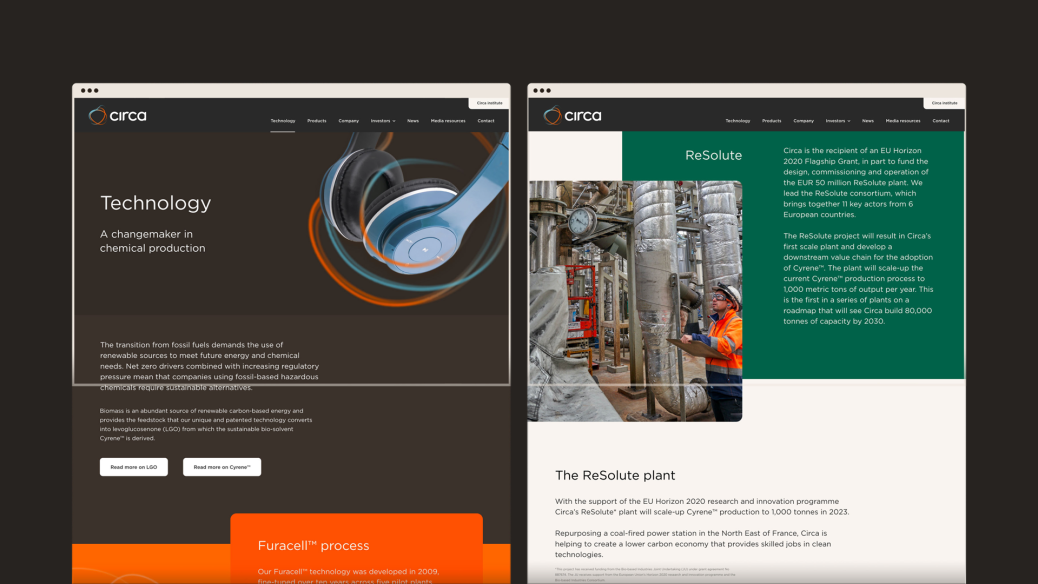 Circa Institute
circa
Technology Products Company Investors News Media resources Contact
Technology
A changemaker in
chemical production
The transition from fossil fuels demands the use of
renewable sources to meet future energy and chemical
needs. Net zero drivers combined with increasing regulatory
pressure mean that companies using fossil-based hazardous
chemicals require sustainable alternatives.
Biomass is an abundant source of renewable carbon-based energy and
provides the feedstock that our unique and patented technology converts
into levoglucosenone (LGO) from which the sustainable bio-solvent
Cyrene™ is derived.
Read more on LGO
Read more on Cyrene™
Furacell™ process
Our Furacell™ technology was developed in 2009,
fine-tuned over ten years across five pilot plants
Circa Institute
circa
Technology Products Company Investors News Media resources Contact
ReSolute
Circa is the recipient of an EU Horizon
2020 Flagship Grant, in part to fund the
design, commissioning and operation of
the EUR 50 million ReSolute plant. We
lead the ReSolute consortium, which
brings together 11 key actors from 6
European countries.
The ReSolute project will result in Circa's
first scale plant and develop a
downstream value chain for the adoption
of Cyrene™. The plant will scale-up the
current Cyrene™ production process to
1,000 metric tons of output per year. This
is the first in a series of plants on a
roadmap that will see Circa build 80,000
tonnes of capacity by 2030.
The ReSolute plant
With the support of the EU Horizon 2020 research and innovation programme
Circa's ReSolute* plant will scale-up Cyrene™ production to 1,000 tonnes in 2023.
Repurposing a coal-fired power station in the North East of France, Circa is
helping to create a lower carbon economy that provides skilled jobs in clean
technologies.